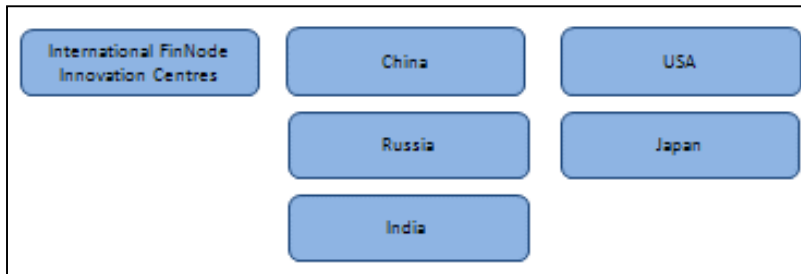 International FinNode
Innovation Centres
China
USA
Russia
Japan
India